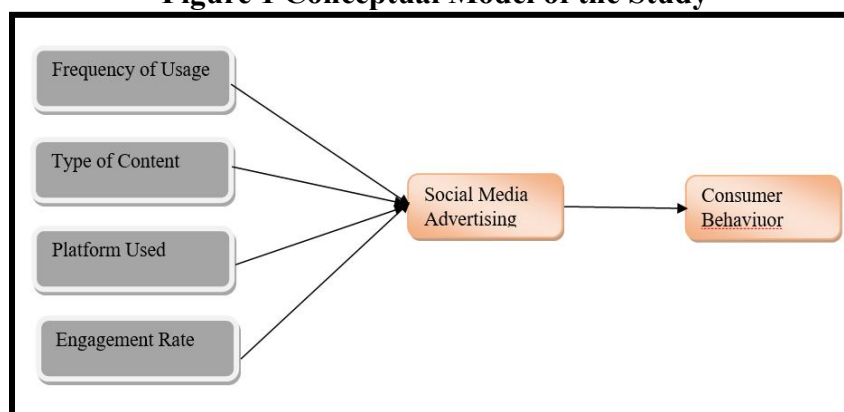 Figure 1 Conceptual Model of the Study
Frequency of Usage
Type of Content
Platform Used
Engagement Rate
Social Media
Advertising
Consumer
Behaviuor